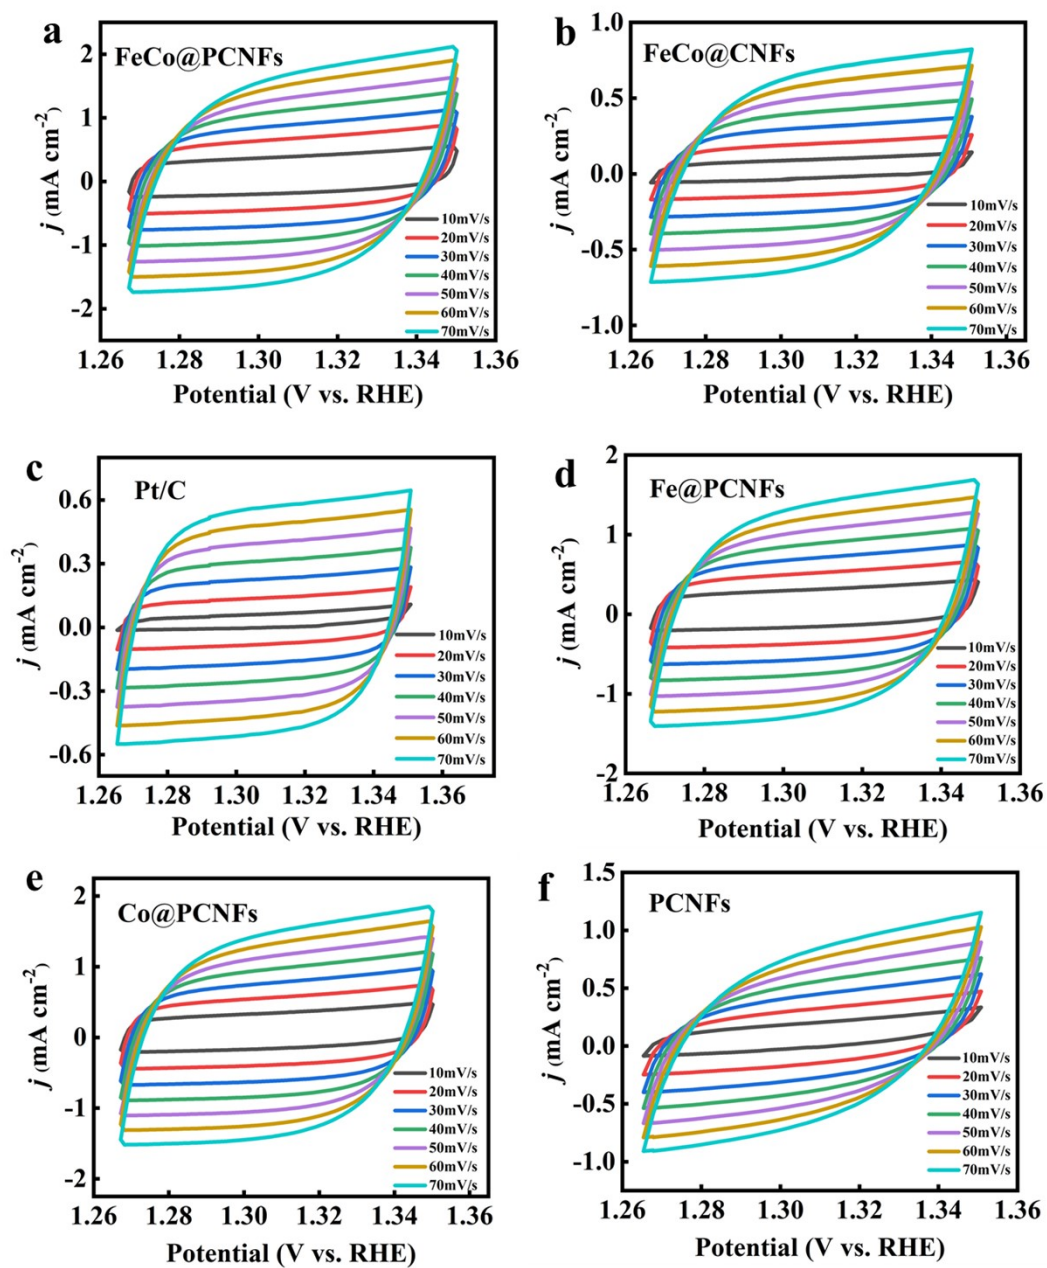 a
FeCo@PCNFs
2
1
0
-1
-2
j (mA cm-2)
10mV/s
20mV/s
30mV/s
40mV/s
50mV/s
60mV/s
70mV/s
1.26 1.28 1.30 1.32 1.34 1.36
Potential (V vs. RHE)
b
FeCo@CNFs
1.0
0.5
0.0
-0.5
-1.0
j (mA cm-2)
10mV/s
20mV/s
30mV/s
40mV/s
50mV/s
60mV/s
70mV/s
1.26 1.28 1.30 1.32 1.34 1.36
Potential (V vs. RHE)
c
Pt/C
0.6
0.3
0.0
-0.3
-0.6
j (mA cm-2)
10mV/s
20mV/s
30mV/s
40mV/s
50mV/s
60mV/s
70mV/s
1.26 1.28 1.30 1.32 1.34 1.36
Potential (V vs. RHE)
d
Fe@PCNFs
2
1
0
-1
-2
j (mA cm-2)
10mV/s
20mV/s
30mV/s
40mV/s
50mV/s
60mV/s
70mV/s
1.26 1.28 1.30 1.32 1.34 1.36
Potential (V vs. RHE)
e
Co@PCNFs
2
1
0
-1
-2
j (mA cm-2)
10mV/s
20mV/s
30mV/s
40mV/s
50mV/s
60mV/s
70mV/s
1.26 1.28 1.30 1.32 1.34 1.36
Potential (V vs. RHE)
f
PCNFs
1.5
1.0
0.5
0.0
-0.5
-1.0
j (mA cm-2)
10mV/s
20mV/s
30mV/s
40mV/s
50mV/s
60mV/s
70mV/s
1.26 1.28 1.30 1.32 1.34 1.36
Potential (V vs. RHE)